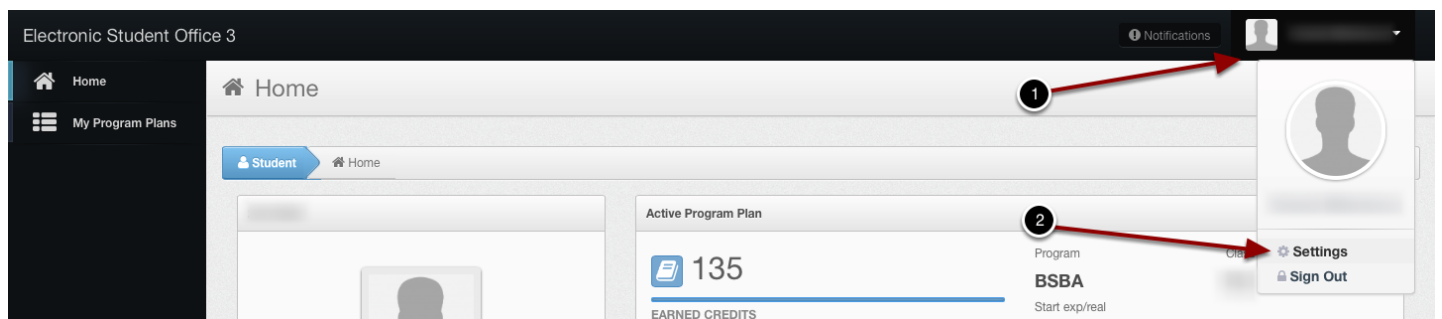 Electronic Student Office 3
Notifications
Home
My Program Plans
Home
1
Student
Home
Active Program Plan
2
135
EARNED CREDITS
Program
BSBA
Start exp/real
Settings
Sign Out